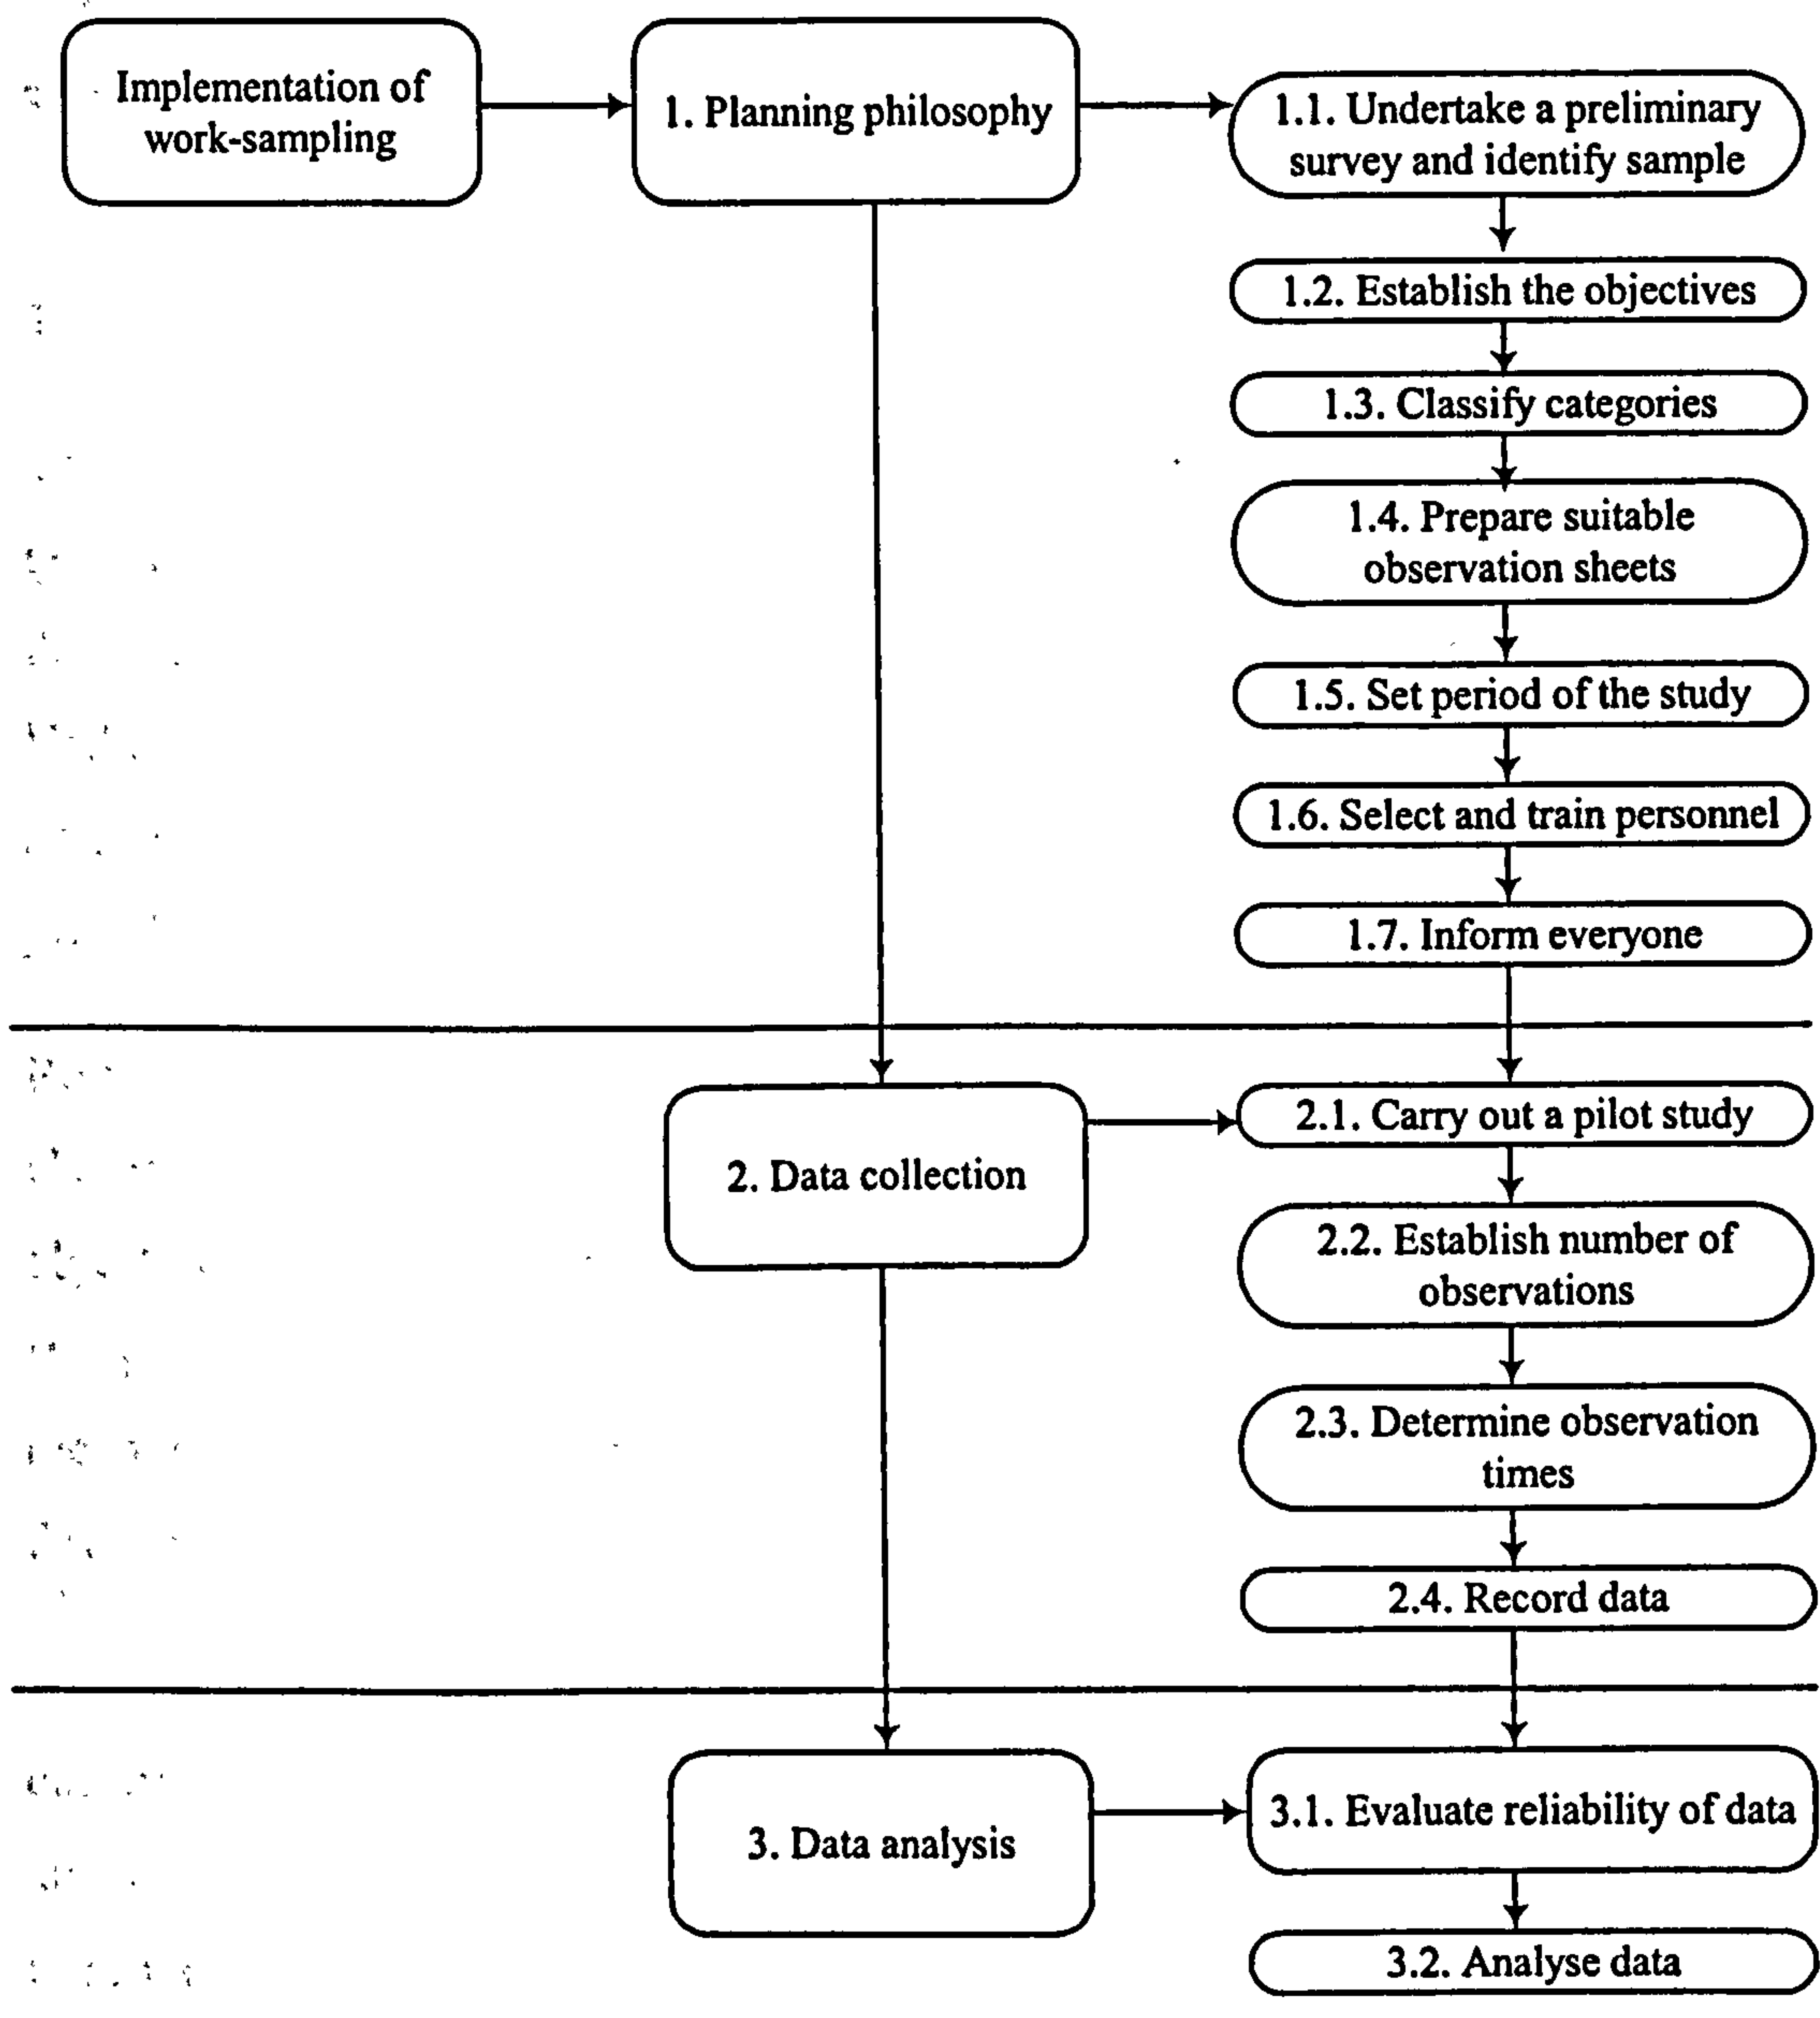 Implementation of
work-sampling
1. Planning philosophy
1.1. Undertake a preliminary
survey and identify sample
1.2. Establish the objectives
1.3. Classify categories
1.4. Prepare suitable
observation sheets
1.5. Set period of the study
1.6. Select and train personnel
1.7. Inform everyone
2. Data collection
2.1. Carry out a pilot study
2.2. Establish number of
observations
2.3. Determine observation
times
2.4. Record data
3. Data analysis
3.1. Evaluate reliability of data
3.2. Analyse data